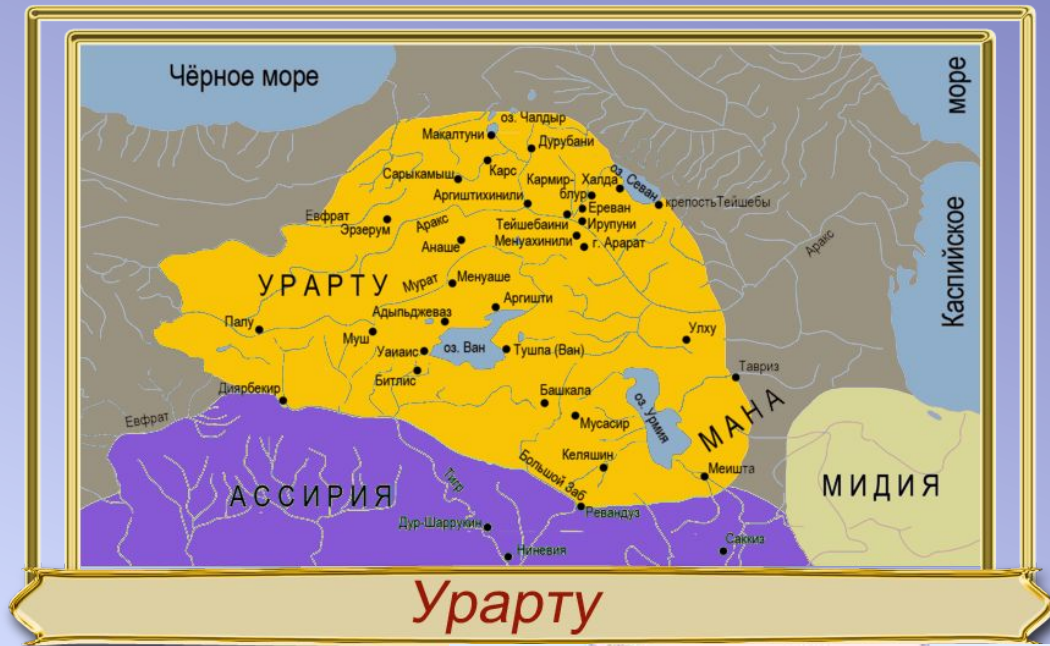 Чёрное море
море
Каспийское
оз. Чалдыр
Макалтуни
Дурубани
Карс
Сарыкамыш
Кармир-
блур
Халда
оз. Севан
Аргиштихинили
Ереван
крепостьТейшебы
Евфрат
Эрзерум
Аракс
Тейшебаини
Ирупуни
Менуахинили
г. Арарат
Анаше
Аракс
УРАРТУ
Мурат
Менуаше
Аргишти
Адыпьджеваз
Палу
Муш
Уаиаис
оз. Ван
Тушпа (Ван)
Улху
Битлис
Тавриз
Диярбекир
Башкала
оз. Урмия
МАНА
Евфрат
Мусасир
Келяшин
Большой Заб
Меишта
МИДИЯ
АССИРИЯ
Тигр
Ревандуз
Дур-Шаррукин
Ниневия
Саккиз
Урарту